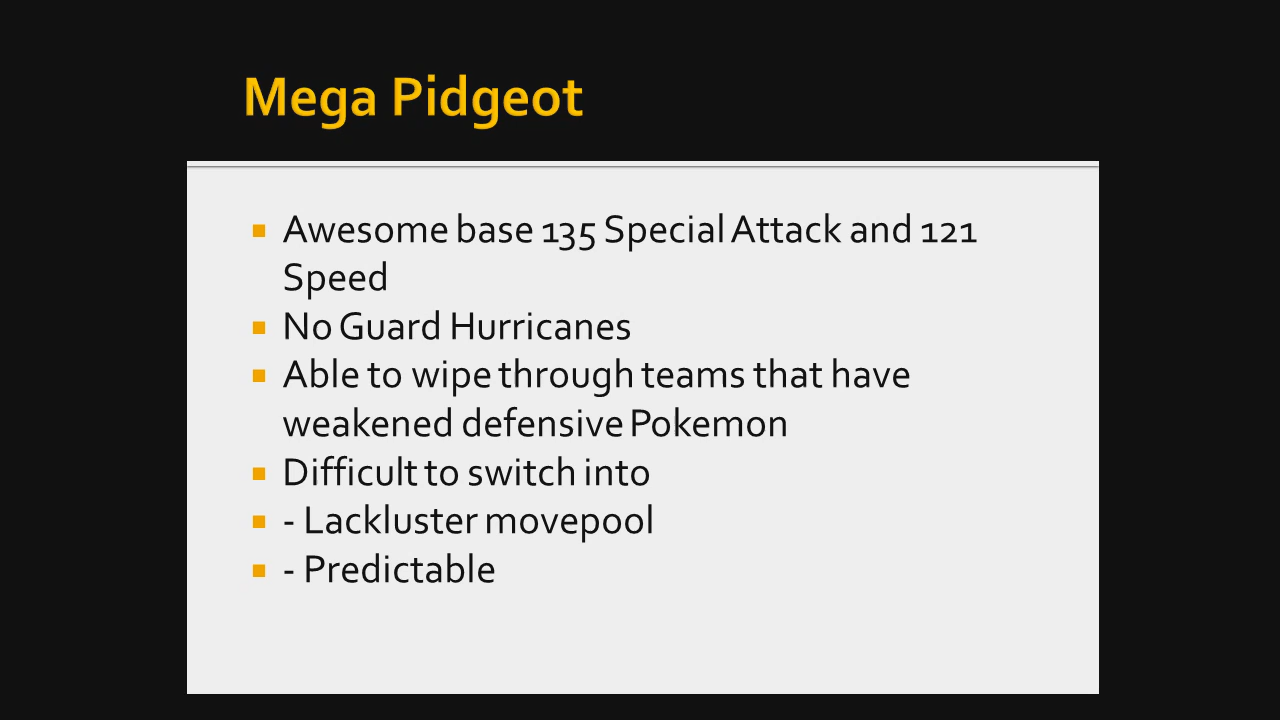 Mega Pidgeot
Awesome base 135 Special Attack and 121
Speed
No Guard Hurricanes
Able to wipe through teams that have
weakened defensive Pokemon
Difficult to switch into
- Lackluster movepool
- Predictable